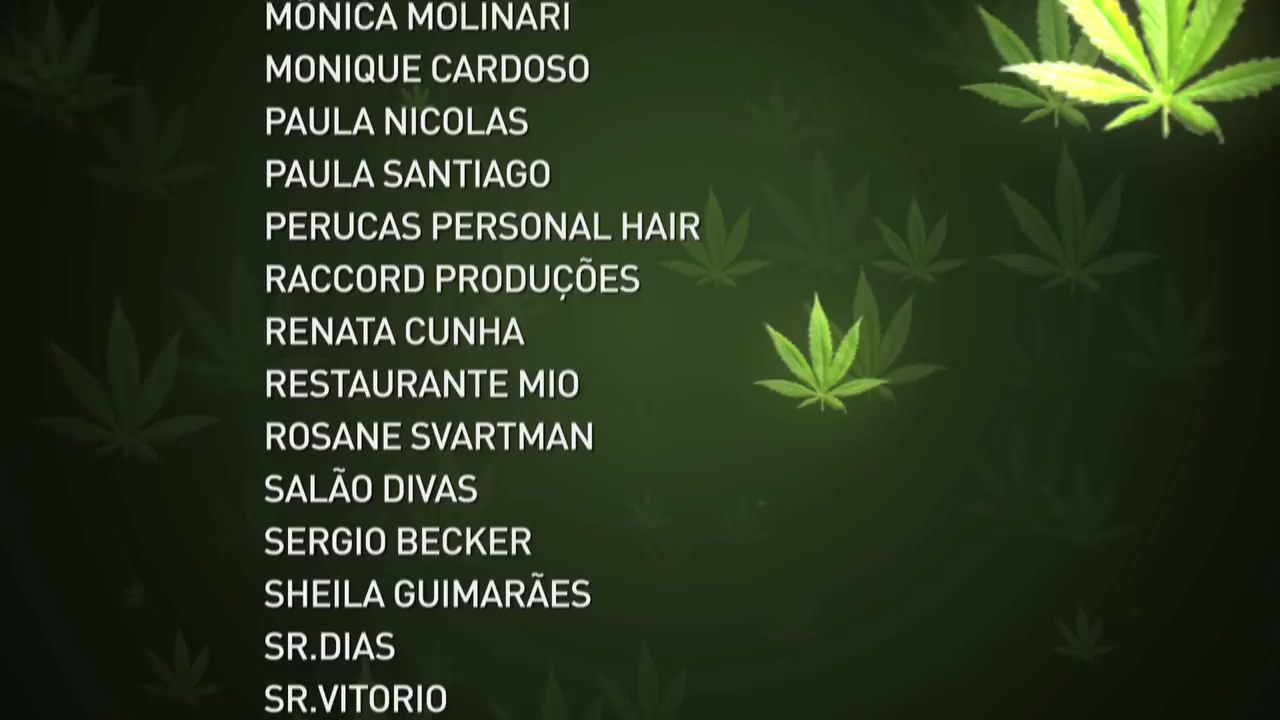 MÔNICA MOLINARI
MONIQUE CARDOSO
PAULA NICOLAS
PAULA SANTIAGO
PERUCAS PERSONAL HAIR
RACCORD PRODUÇÕES
RENATA CUNHA
RESTAURANTE MIO
ROSANE SVARTMAN
SALÃO DIVAS
SERGIO BECKER
SHEILA GUIMARÃES
SR.DIAS
SR.VITORIO